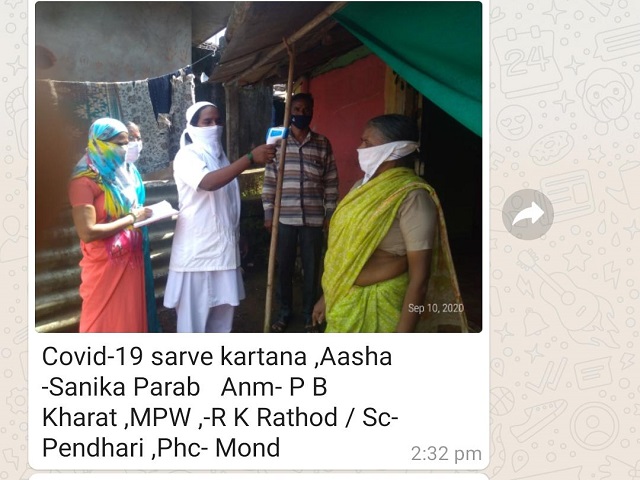 Sep 10, 2020
Covid-19 sarve kartana ,Aasha
-Sanika Parab Anm- P B
Kharat ,MPW ,-R K Rathod / Sc-
Pendhari ,Phc- Mond
2:32 pm